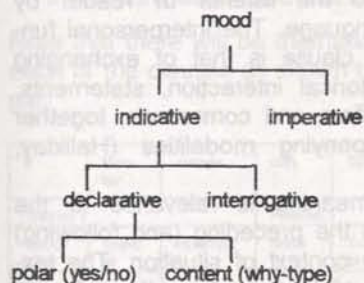 mood
indicative imperative
declarative interrogative
polar (yes/no) content (why-type)